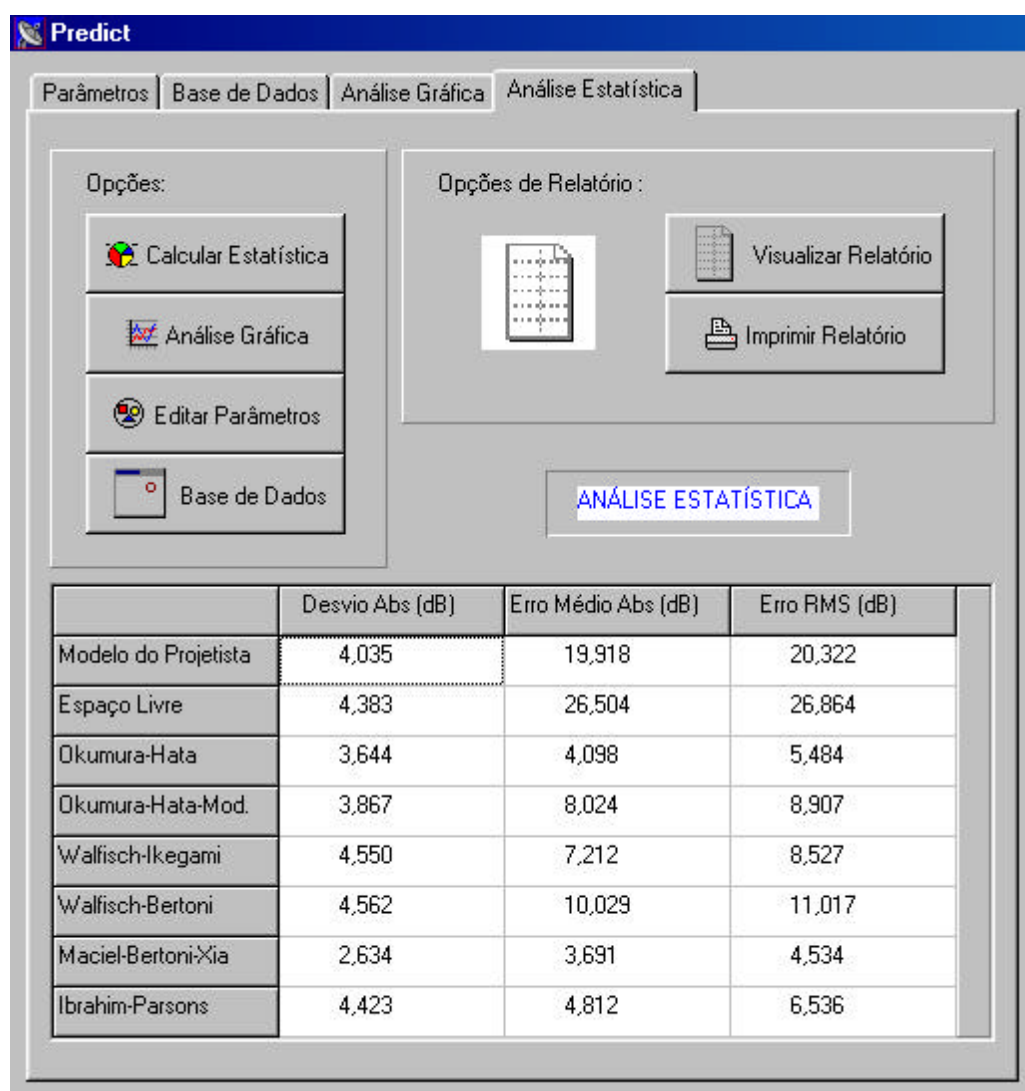 Predict
Parâmetros Base de Dados Análise Gráfica Análise Estatística
Opções:
Calcular Estatística
Análise Gráfica
Editar Parâmetros
Base de Dados
Opções de Relatório :
Visualizar Relatório
Imprimir Relatório
ANÁLISE ESTATÍSTICA
Desvio Abs (dB) Erro Médio Abs (dB) Erro RMS (dB)
Modelo do Projetista 4,035 19,918 20,322
Espaço Livre 4,383 26,504 26,864
Okumura-Hata 3,644 4,098 5,484
Okumura-Hata-Mod. 3,867 8,024 8,907
Walfisch-Ikegami 4,550 7,212 8,527
Walfisch-Bertoni 4,562 10,029 11,017
Maciel-Bertoni-Xia 2,634 3,691 4,534
Ibrahim-Parsons 4,423 4,812 6,536